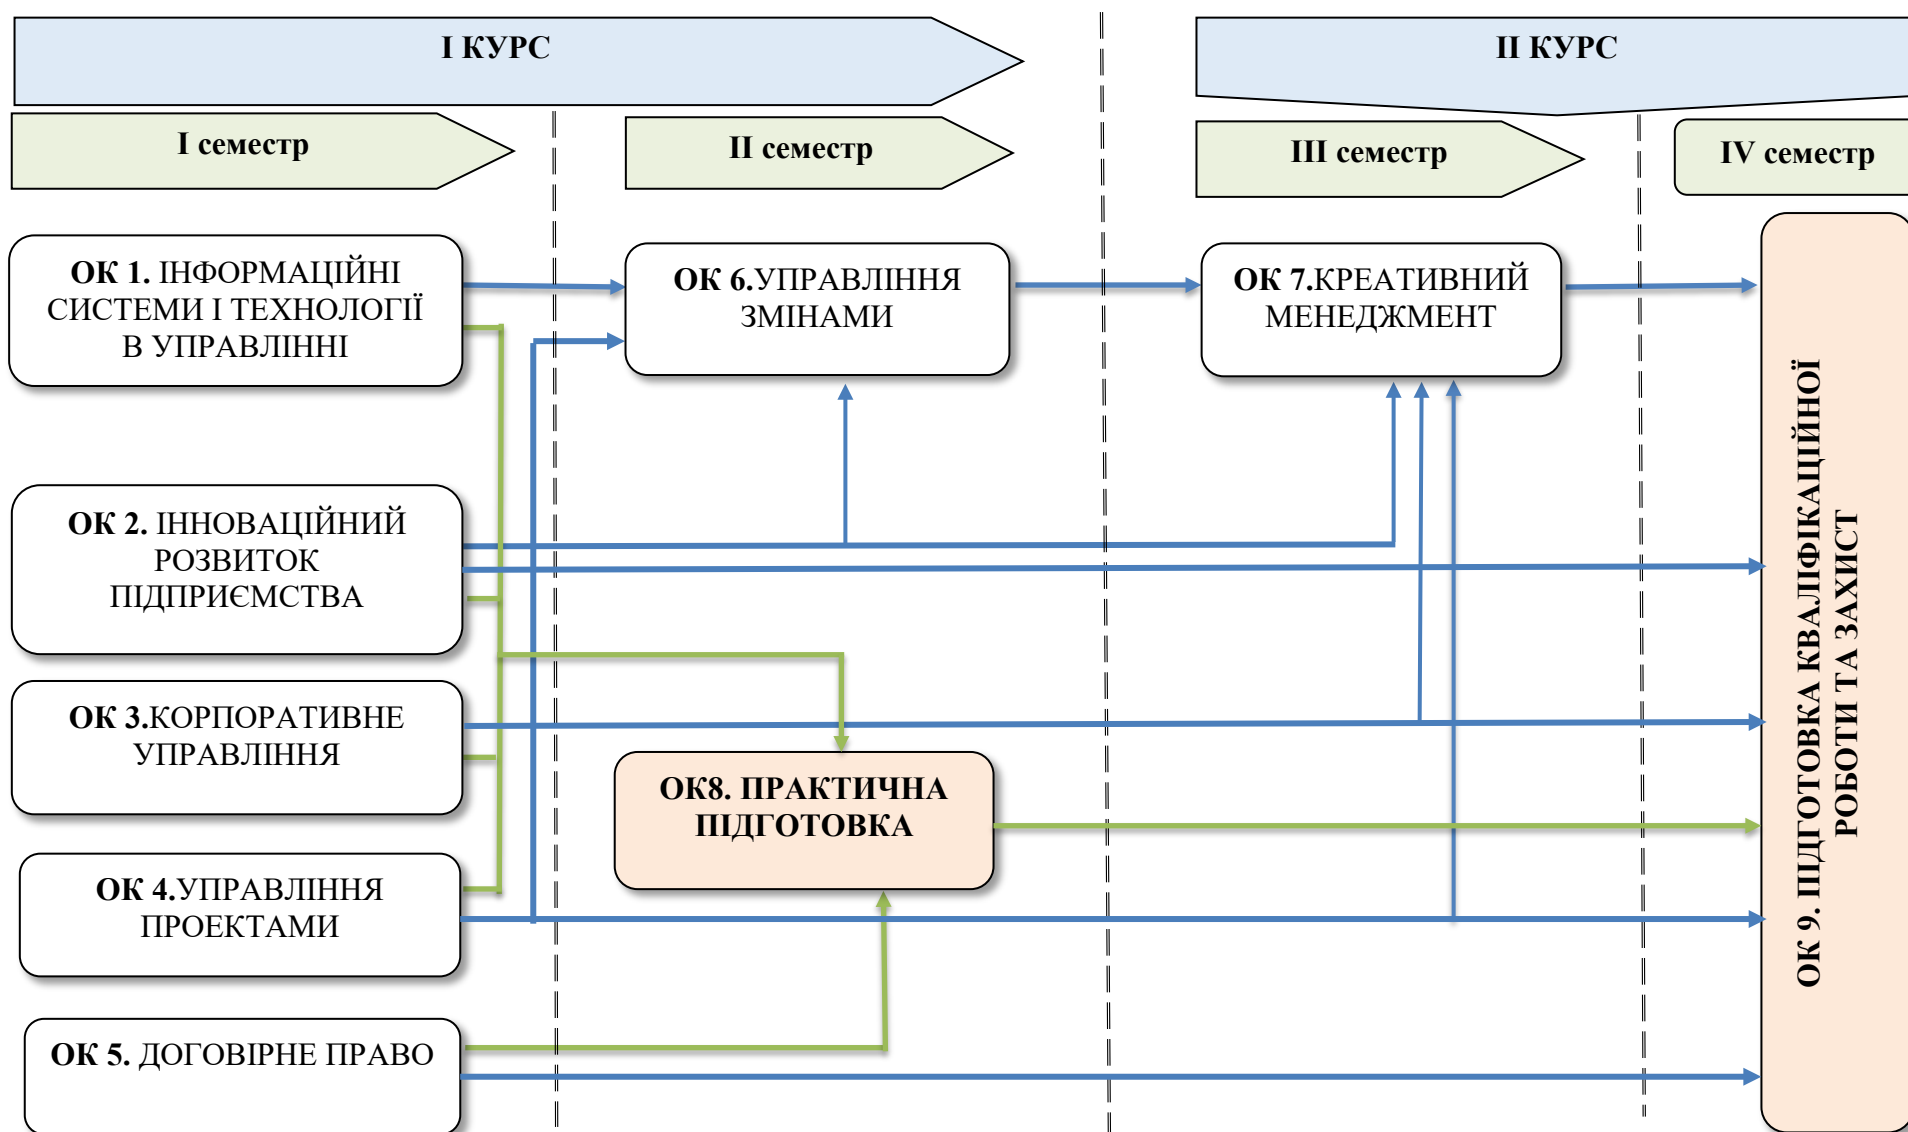 І КУРС
ІІ КУРС
І семестр
ІІ семестр
ІІІ семестр
IV семестр
ОК 1. ІНФОРМАЦІЙНІ
СИСТЕМИ І ТЕХНОЛОГІЇ
В УПРАВЛІННІ
ОК 6.УПРАВЛІННЯ
ЗМІНАМИ
ОК 7.КРЕАТИВНИЙ
МЕНЕДЖМЕНТ
ОК 2. ІННОВАЦІЙНИЙ
РОЗВИТОК
ПІДПРИЄМСТВА
ОК 3.КОРПОРАТИВНЕ
УПРАВЛІННЯ
ОК8. ПРАКТИЧНА
ПІДГОТОВКА
ОК 4.УПРАВЛІННЯ
ПРОЕКТАМИ
ОК 5. ДОГОВІРНЕ ПРАВО
ОК 9. ПІДГОТОВКА КВАЛІФІКАЦІЙНОЇ
РОБОТИ ТА ЗАХИСТ